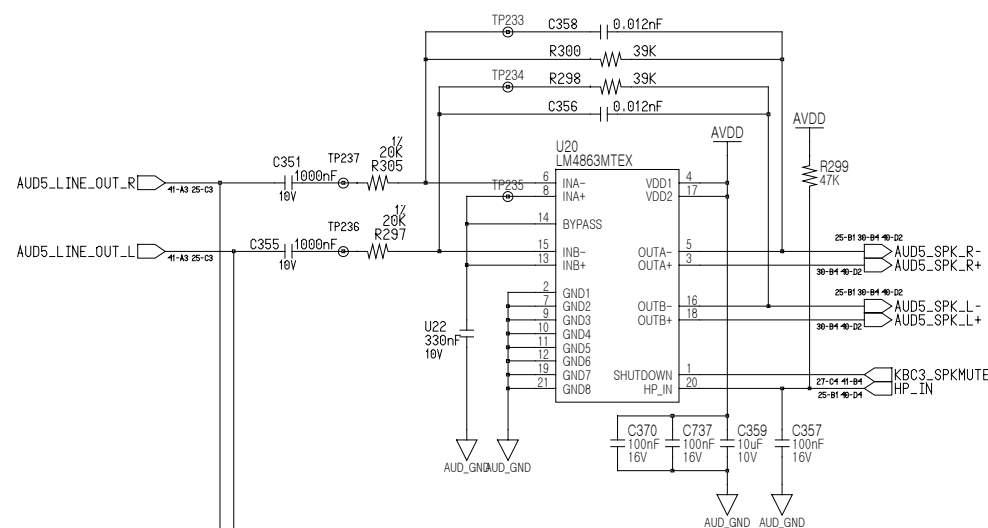 TP233
C358
0.012nF
R300
39K
TP234
R298
39K
C356
0.012nF
AVDD
AVDD
U20
LM4863MTEX
R299
47K
C351
1000nF
10V
TP237
1%
20K
R305
TP235
AUD5_LINE_OUT_R
41-A3 25-C3
6
INA-
8
INA+
14
BYPASS
15
INB-
13
INB+
2
GND1
7
GND2
9
GND3
10
GND4
11
GND5
12
GND6
19
GND7
21
GND8
VDD1
4
VDD2
17
OUTA-
5
OUTA+
3
OUTB-
16
OUTB+
18
SHUTDOWN
1
HP_IN
20
1%
20K
R297
TP236
C355
1000nF
10V
AUD5_LINE_OUT_L
41-A3 25-C3
25-B1 30-B4 40-D2
AUD5_SPK_R-
AUD5_SPK_R+
30-B4 40-D2
25-B1 30-B4 40-D2
AUD5_SPK_L-
AUD5_SPK_L+
30-B4 40-D2
KBC3_SPKMUTE
27-C4 41-B4
HP_IN
25-B1 40-D4
U22
330nF
10V
C370
100nF
16V
C737
100nF
16V
C359
10uF
10V
C357
100nF
16V
AUD_GND
AUD_GND
AUD_GND
AUD_GND